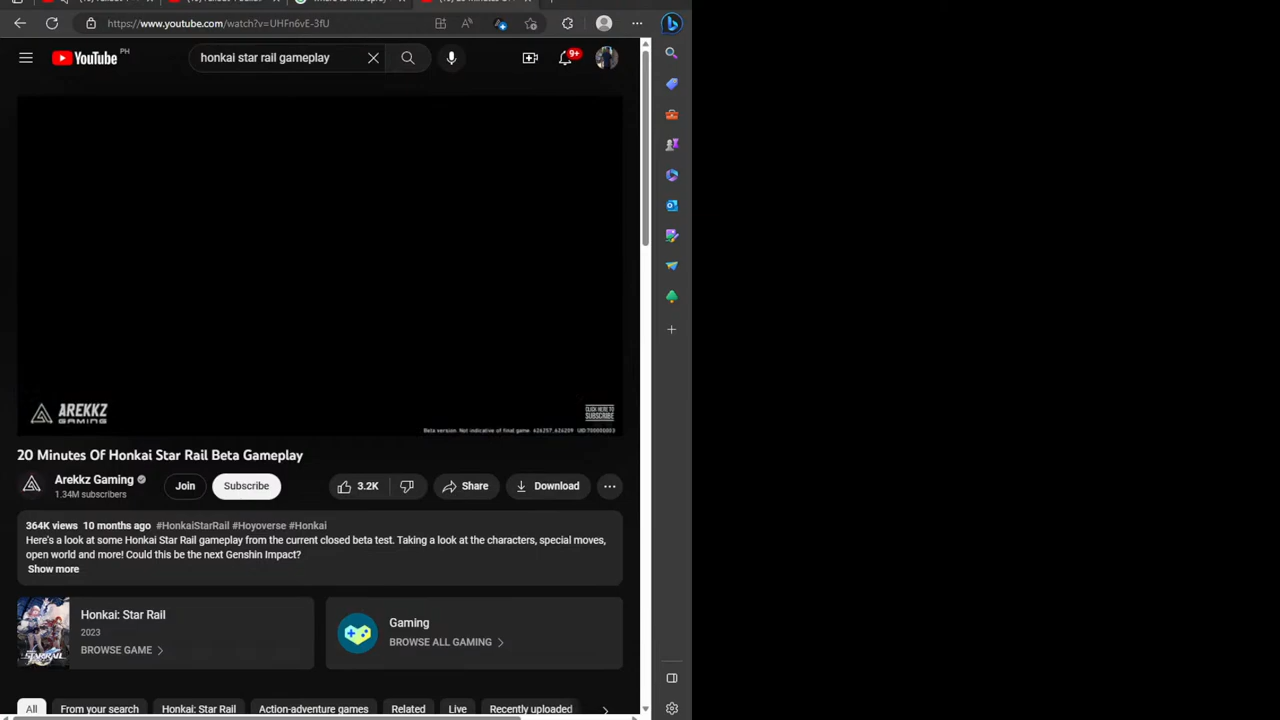 https://www.youtube.com/watch?v=UHFn6vE-3fU
YouTube PH
honkai star rail gameplay
9+
AREKKZ
GAMING
CLICK HERE TO
SUBSCRIBE
Beta version. Not indicative of final game
20 Minutes Of Honkai Star Rail Beta Gameplay
Arekkz Gaming
1.34M subscribers
Join
Subscribe
3.2K
Share
Download
364K views 10 months ago #HonkaiStarRail #Hoyoverse #Honkai
Here's a look at some Honkai Star Rail gameplay from the current closed beta test. Taking a look at the characters, special moves,
open world and more! Could this be the next Genshin Impact?
Show more
Honkai: Star Rail
2023
BROWSE GAME
STAR RAIL
Gaming
BROWSE ALL GAMING
All
From your search
Honkai: Star Rail
Action-adventure games
Related
Live
Recently uploaded